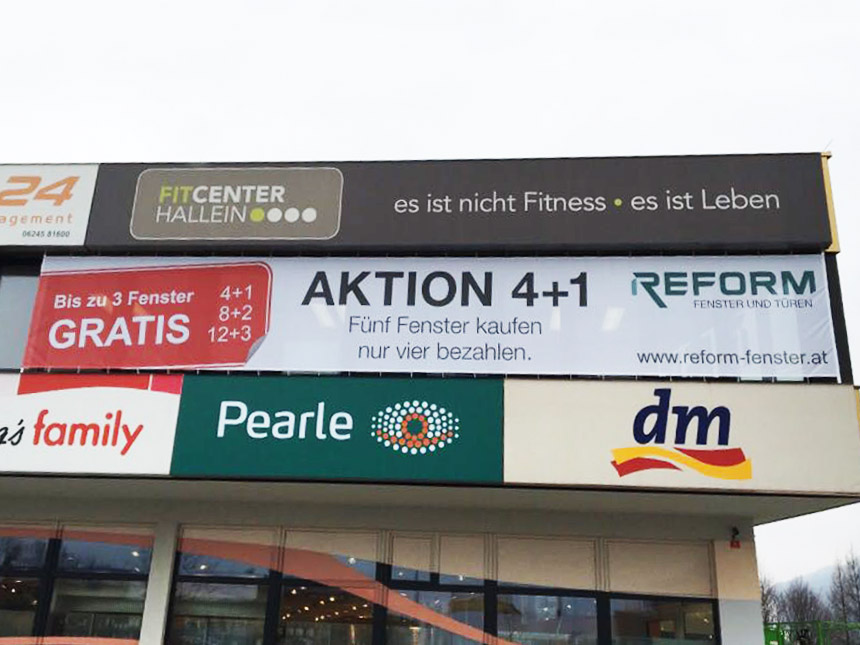 24
agement
06245 81600
FITCENTER
HALLEIN
es ist nicht Fitness • es ist Leben
Bis zu 3 Fenster
GRATIS
4+1
8+2
12+3
AKTION 4+1
Fünf Fenster kaufen
nur vier bezahlen.
REFORM
FENSTER UND TÜREN
www.reform-fenster.at
's family
Pearle
dm